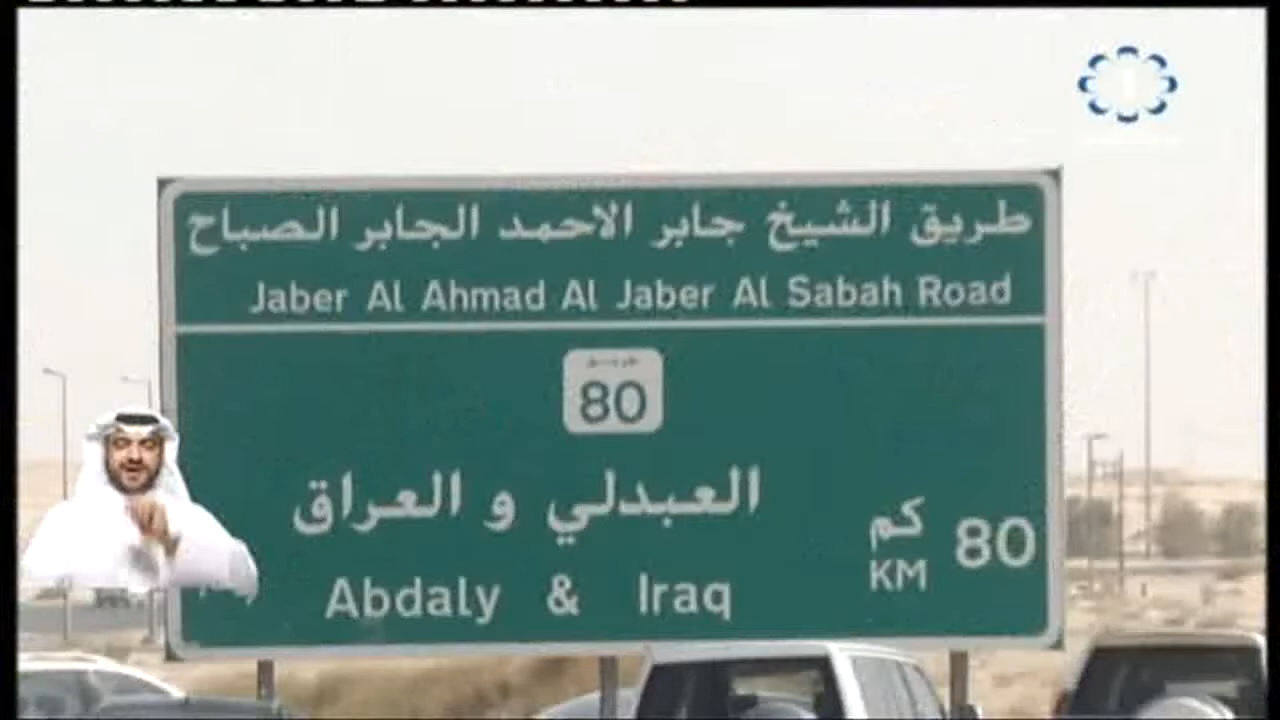 طريق الشيخ جابر الاحمد الجابر الصباح
Jaber Al Ahmad Al Jaber Al Sabah Road
80
العبدلي و العراق
كم 80
KM
Abdaly & Iraq